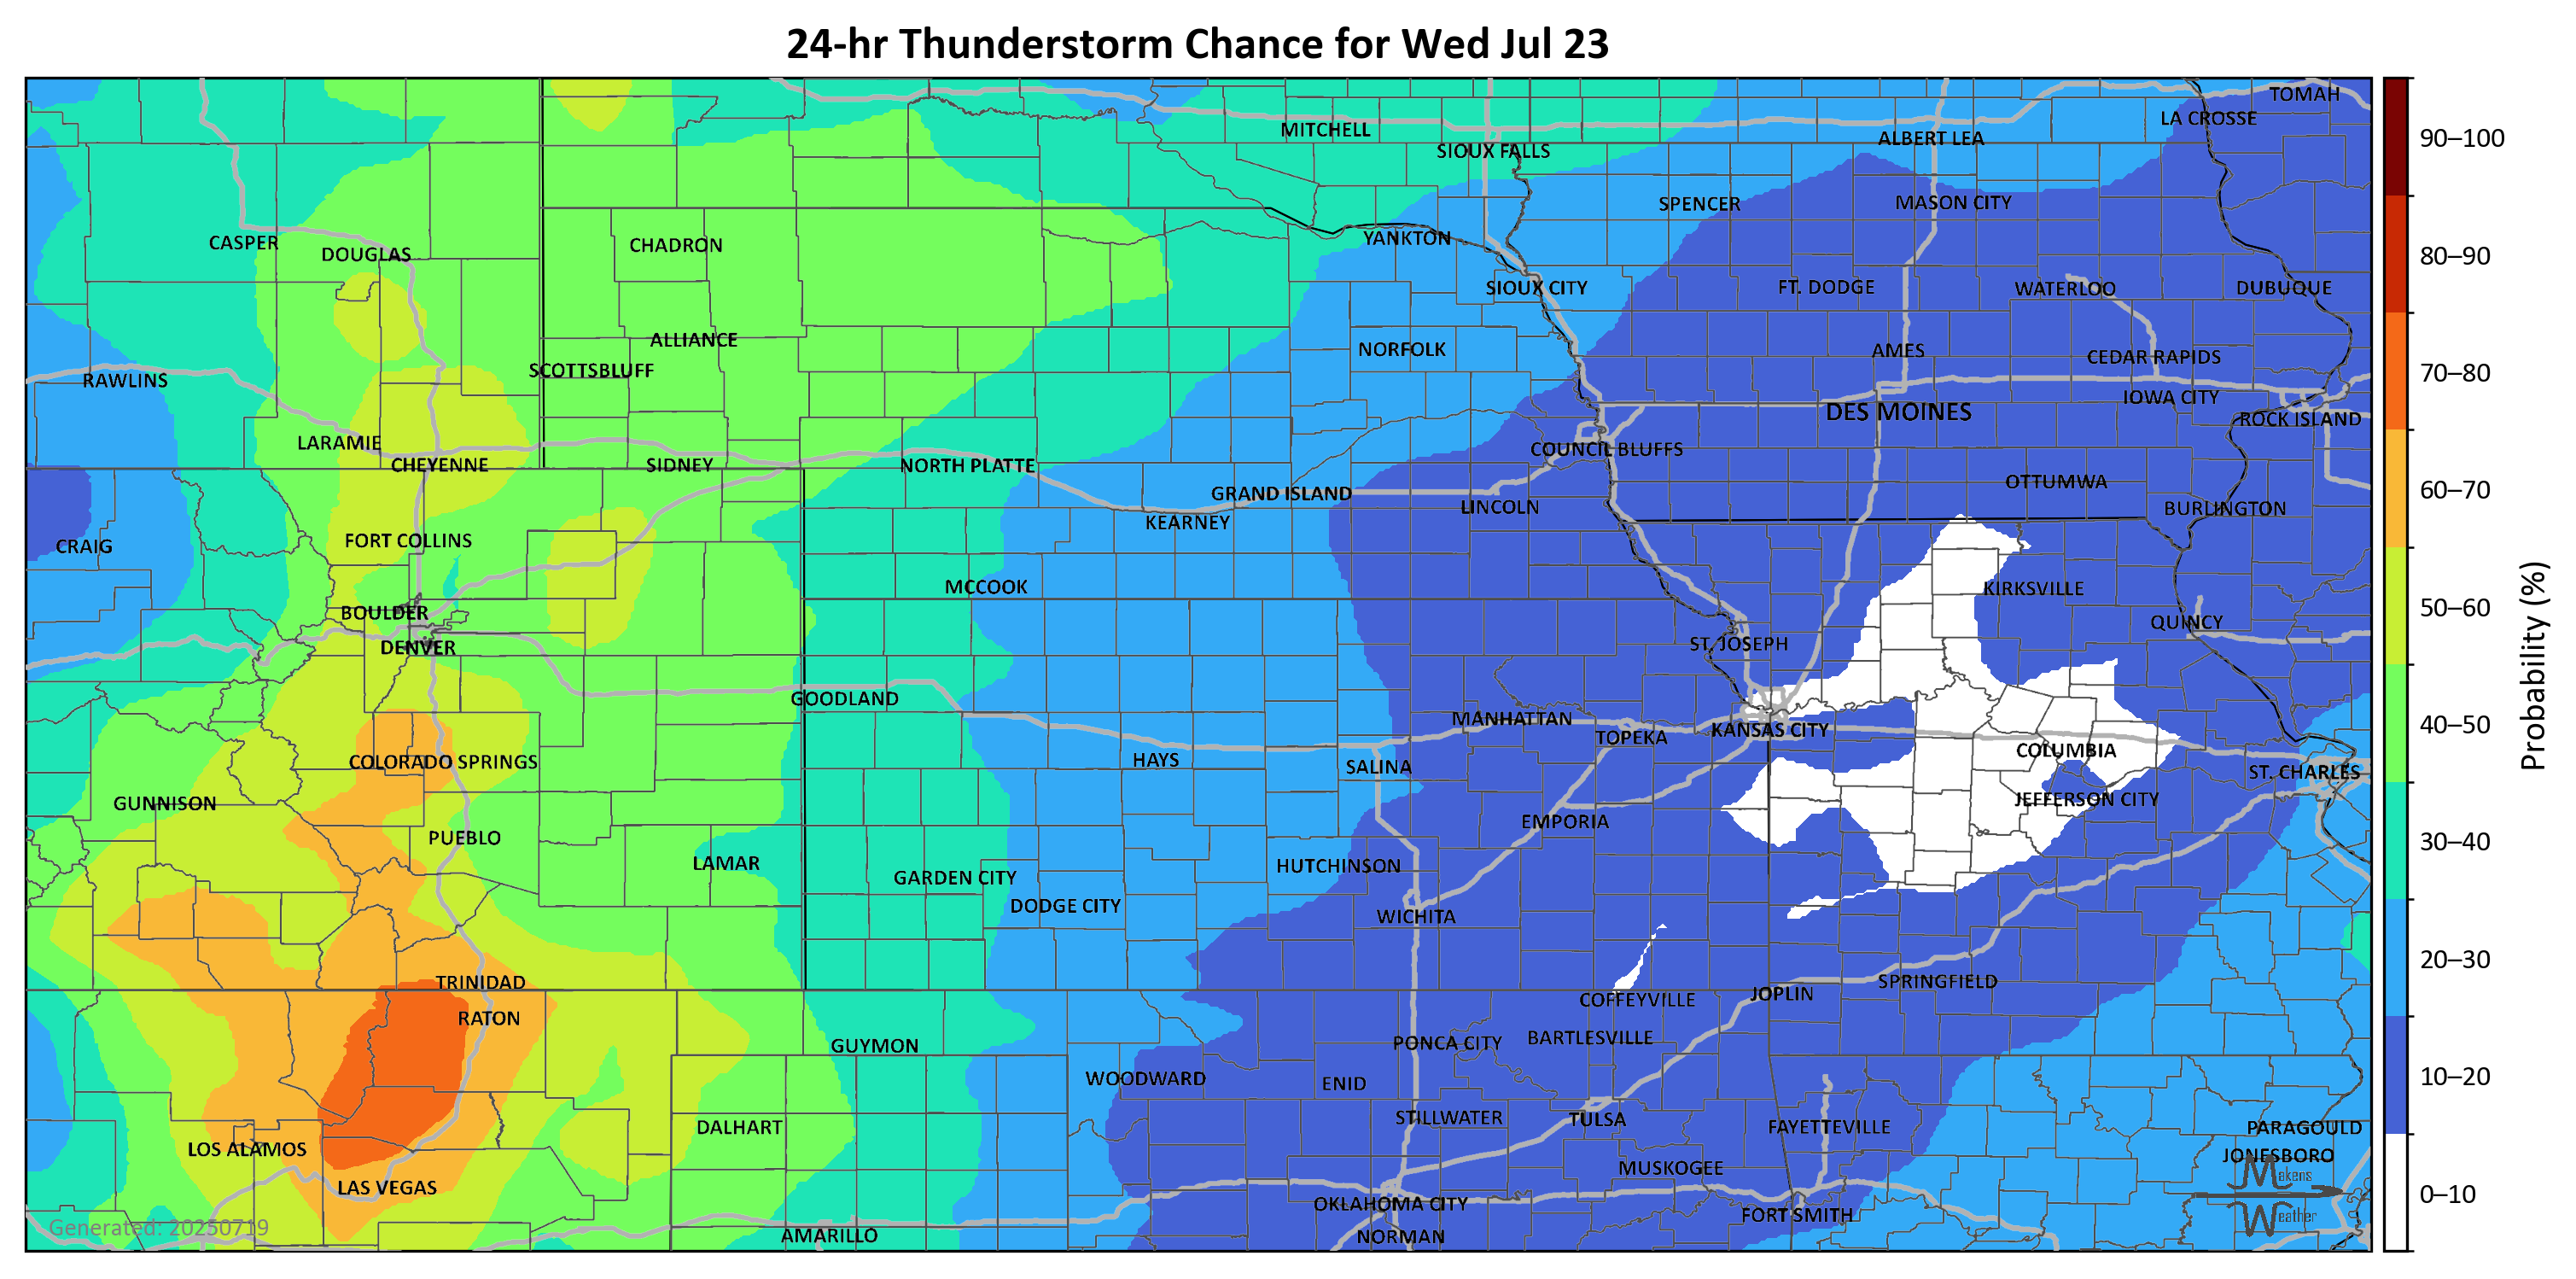 24-hr Thunderstorm Chance for Wed Jul 23
TOMAH
LA CROSSE
MITCHELL
ALBERT LEA
SIOUX FALLS
SPENCER
MASON CITY
CASPER
DOUGLAS
CHADRON
YANKTON
SIOUX CITY
FT. DODGE
WATERLOO
DUBUQUE
ALLIANCE
NORFOLK
AMES
CEDAR RAPIDS
RAWLINS
SCOTTSBLUFF
IOWA CITY
DES MOINES
ROCK ISLAND
LARAMIE
COUNCIL BLUFFS
CHEYENNE
SIDNEY
NORTH PLATTE
OTTUMWA
GRAND ISLAND
LINCOLN
BURLINGTON
KEARNEY
CRAIG
FORT COLLINS
MCCOOK
KIRKSVILLE
BOULDER
QUINCY
DENVER
ST. JOSEPH
GOODLAND
MANHATTAN
KANSAS CITY
TOPEKA
COLUMBIA
COLORADO SPRINGS
HAYS
SALINA
ST. CHARLES
GUNNISON
JEFFERSON CITY
PUEBLO
EMPORIA
LAMAR
HUTCHINSON
GARDEN CITY
DODGE CITY
WICHITA
TRINIDAD
SPRINGFIELD
JOPLIN
COFFEYVILLE
RATON
GUYMON
PONCA CITY
BARTLESVILLE
WOODWARD
ENID
STILLWATER
TULSA
DALHART
FAYETTEVILLE
PARAGOULD
LOS ALAMOS
JONESBORO
MUSKOGEE
LAS VEGAS
OKLAHOMA CITY
FORT SMITH
AMARILLO
NORMAN
Generated: 20250719
Makens
Weather
90–100
80–90
70–80
60–70
50–60
40–50
30–40
20–30
10–20
0–10
Probability (%)